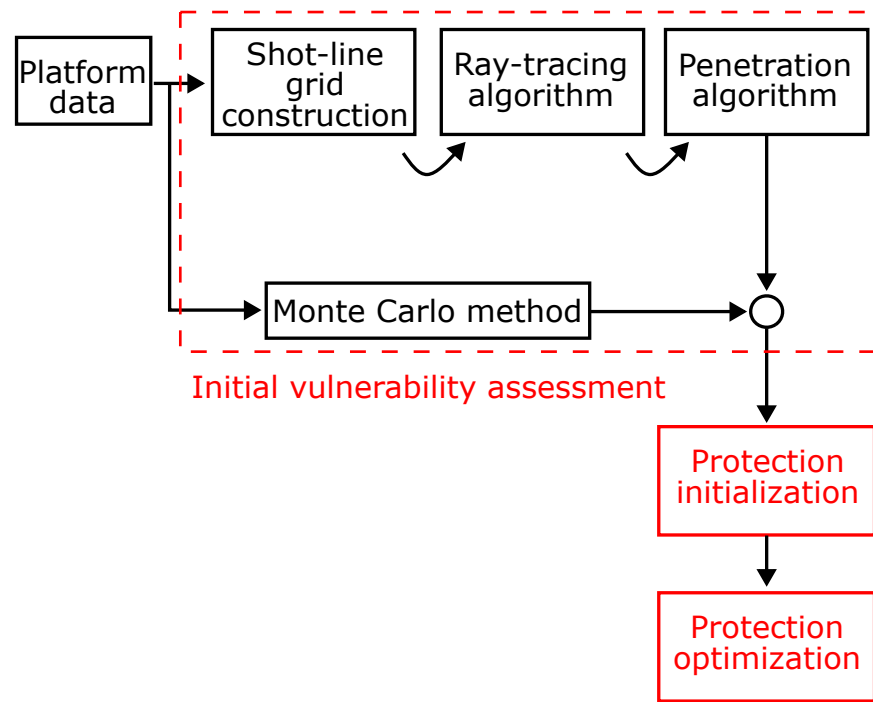 Platform
data
Shot-line
grid
construction
Ray-tracing
algorithm
Penetration
algorithm
Monte Carlo method
Initial vulnerability assessment
Protection
initialization
Protection
optimization